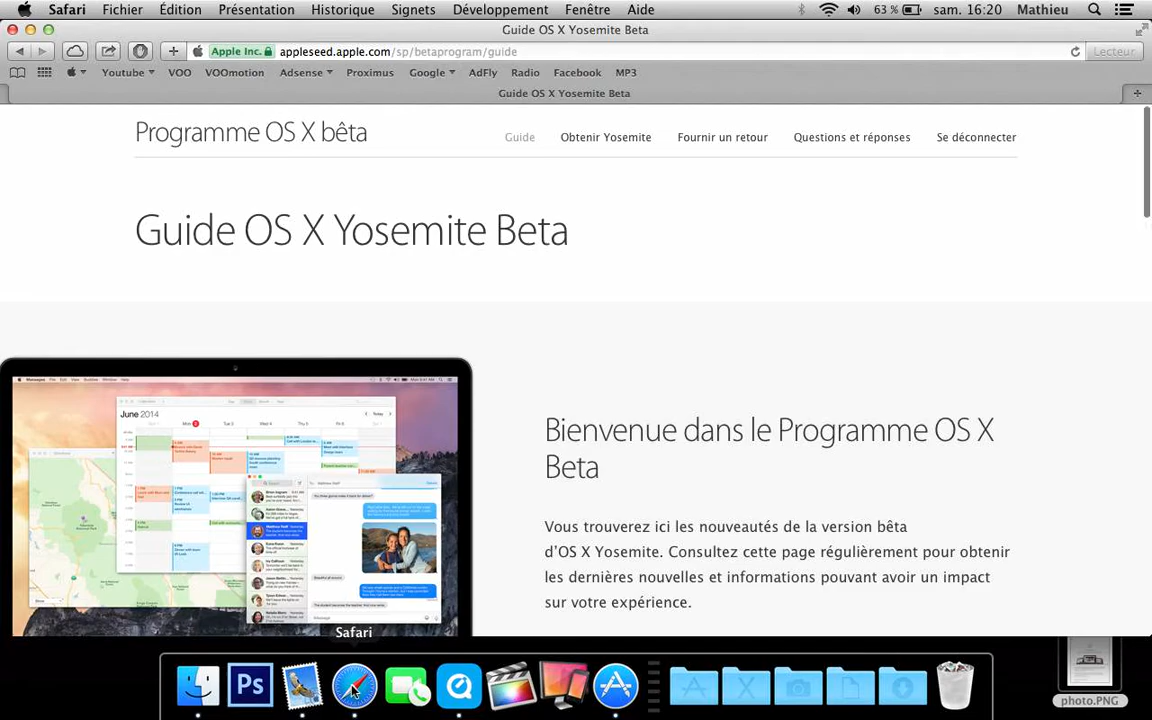 Safari Fichier Édition Présentation Historique Signets Développement Fenêtre Aide 63 % sam. 16:20 Mathieu
Guide OS X Yosemite Beta
Apple Inc. appleseed.apple.com/sp/betaprogram/guide Lecteur
Youtube VOO VOOmotion Adsense Proximus Google AdFly Radio Facebook MP3
Guide OS X Yosemite Beta
Programme OS X bêta
Guide Obtenir Yosemite Fournir un retour Questions et réponses Se déconnecter
Guide OS X Yosemite Beta
June 2014
Bienvenue dans le Programme OS X
Beta
Vous trouverez ici les nouveautés de la version bêta
d’OS X Yosemite. Consultez cette page régulièrement pour obtenir
les dernières nouvelles et informations pouvant avoir un impact
sur votre expérience.
Safari
Ps
photo.PNG